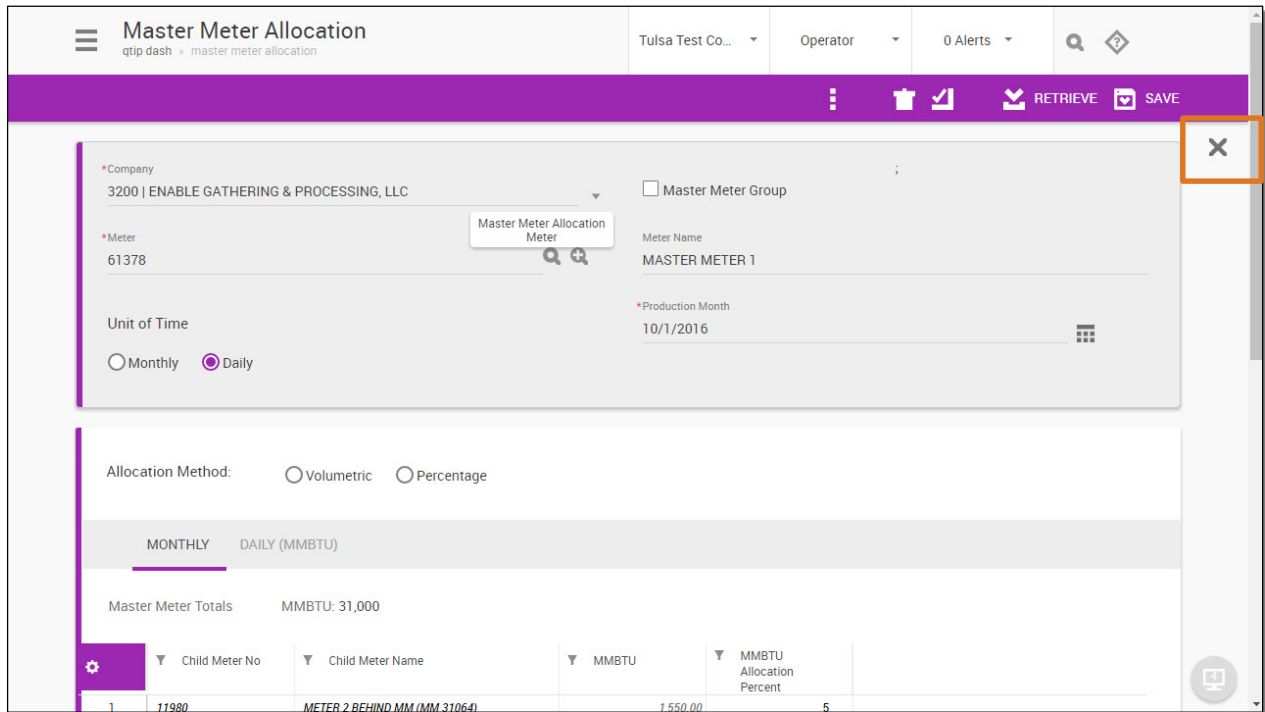 Master Meter Allocation
qtip dash » master meter allocation
Tulsa Test Co...
Operator
0 Alerts
RETRIEVE
SAVE
*Company
3200 | ENABLE GATHERING & PROCESSING, LLC
;
Master Meter Group
Master Meter Allocation
Meter
*Meter
61378
Meter Name
MASTER METER 1
Unit of Time
*Production Month
10/1/2016
Monthly
Daily
Allocation Method:
Volumetric
Percentage
MONTHLY
DAILY (MMBTU)
Master Meter Totals
MMBTU: 31,000
Child Meter No
Child Meter Name
MMBTU
MMBTU
Allocation
Percent
4
1 11980 METER 2 BEHIND MM (MM 31064) 1,550.00 5